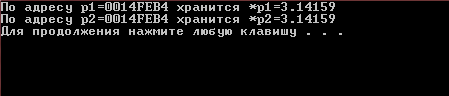 По адресу p1=0014FEB4 хранится *p1=3.14159
По адресу p2=0014FEB4 хранится *p2=3.14159
Для продолжения нажмите любую клавишу . . .